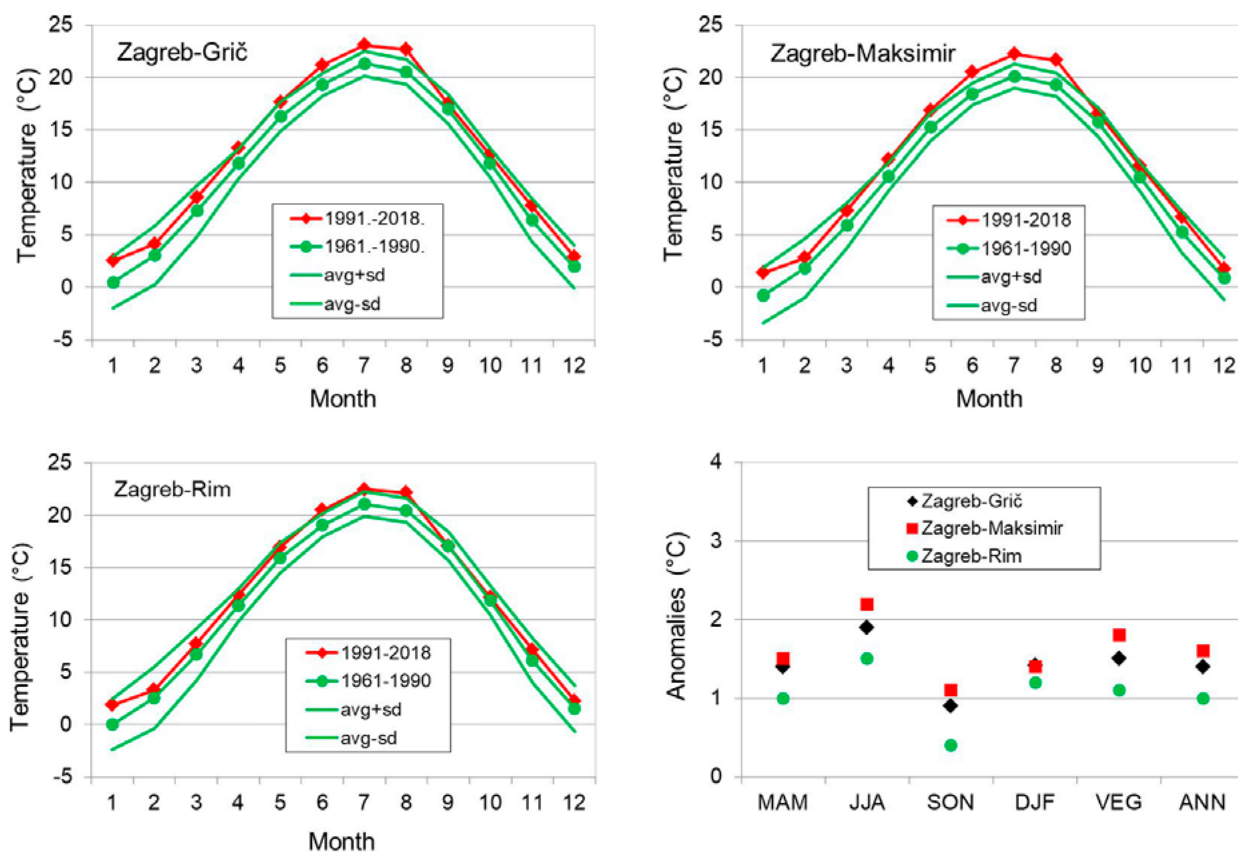 Zagreb-Grič
Temperature (°C)
25
20
15
10
5
0
-5
1991.-2018.
1961.-1990.
avg+sd
avg-sd
1 2 3 4 5 6 7 8 9 10 11 12
Month
Zagreb-Maksimir
Temperature (°C)
25
20
15
10
5
0
-5
1991-2018
1961-1990
avg+sd
avg-sd
1 2 3 4 5 6 7 8 9 10 11 12
Month
Zagreb-Rim
Temperature (°C)
25
20
15
10
5
0
-5
1991-2018
1961-1990
avg+sd
avg-sd
1 2 3 4 5 6 7 8 9 10 11 12
Month
Anomalies (°C)
4
3
2
1
0
Zagreb-Grič
Zagreb-Maksimir
Zagreb-Rim
MAM JJA SON DJF VEG ANN